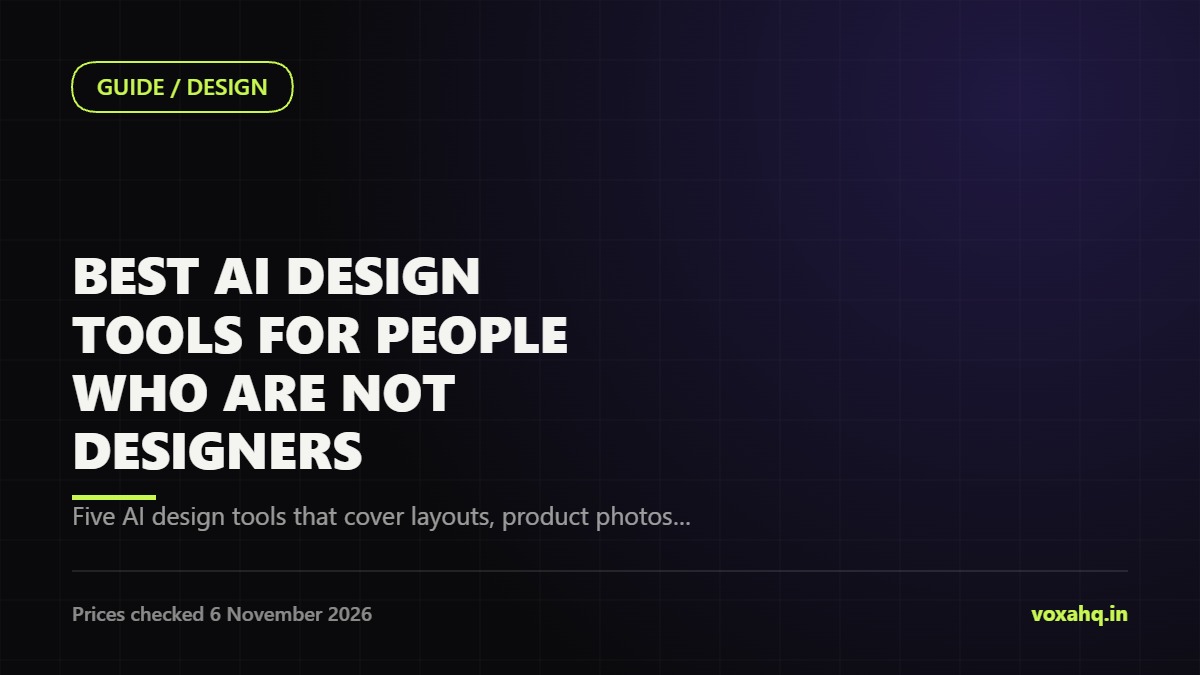 GUIDE / DESIGN
BEST AI DESIGN
TOOLS FOR PEOPLE
WHO ARE NOT
DESIGNERS
Five AI design tools that cover layouts, product photos...
Prices checked 6 November 2026
voxahq.in